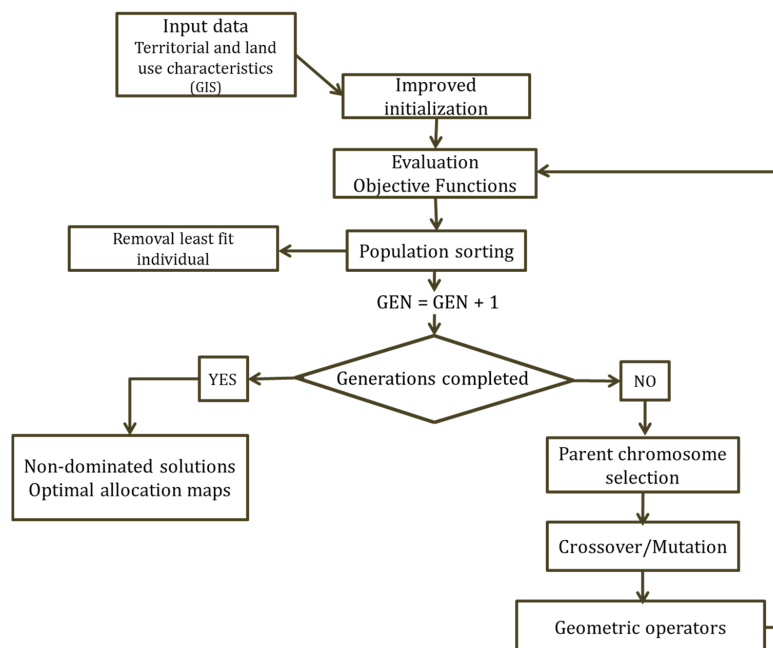 Input data
Territorial and land
use characteristics
(GIS)
Improved
initialization
Evaluation
Objective Functions
Removal least fit
individual
Population sorting
GEN = GEN + 1
YES
Generations completed
NO
Non-dominated solutions
Optimal allocation maps
Parent chromosome
selection
Crossover/Mutation
Geometric operators